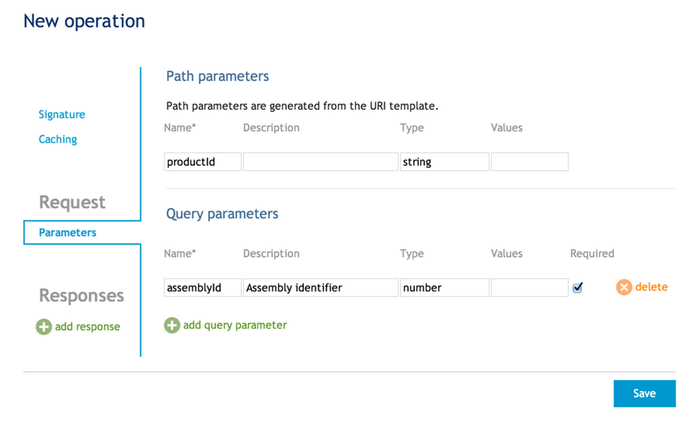 New operation
Signature
Caching
Request
Parameters
Responses
add response
Path parameters
Path parameters are generated from the URI template.
Name* Description Type Values
productId string
Query parameters
Name* Description Type Values Required
assemblyId Assembly identifier number delete
add query parameter
Save